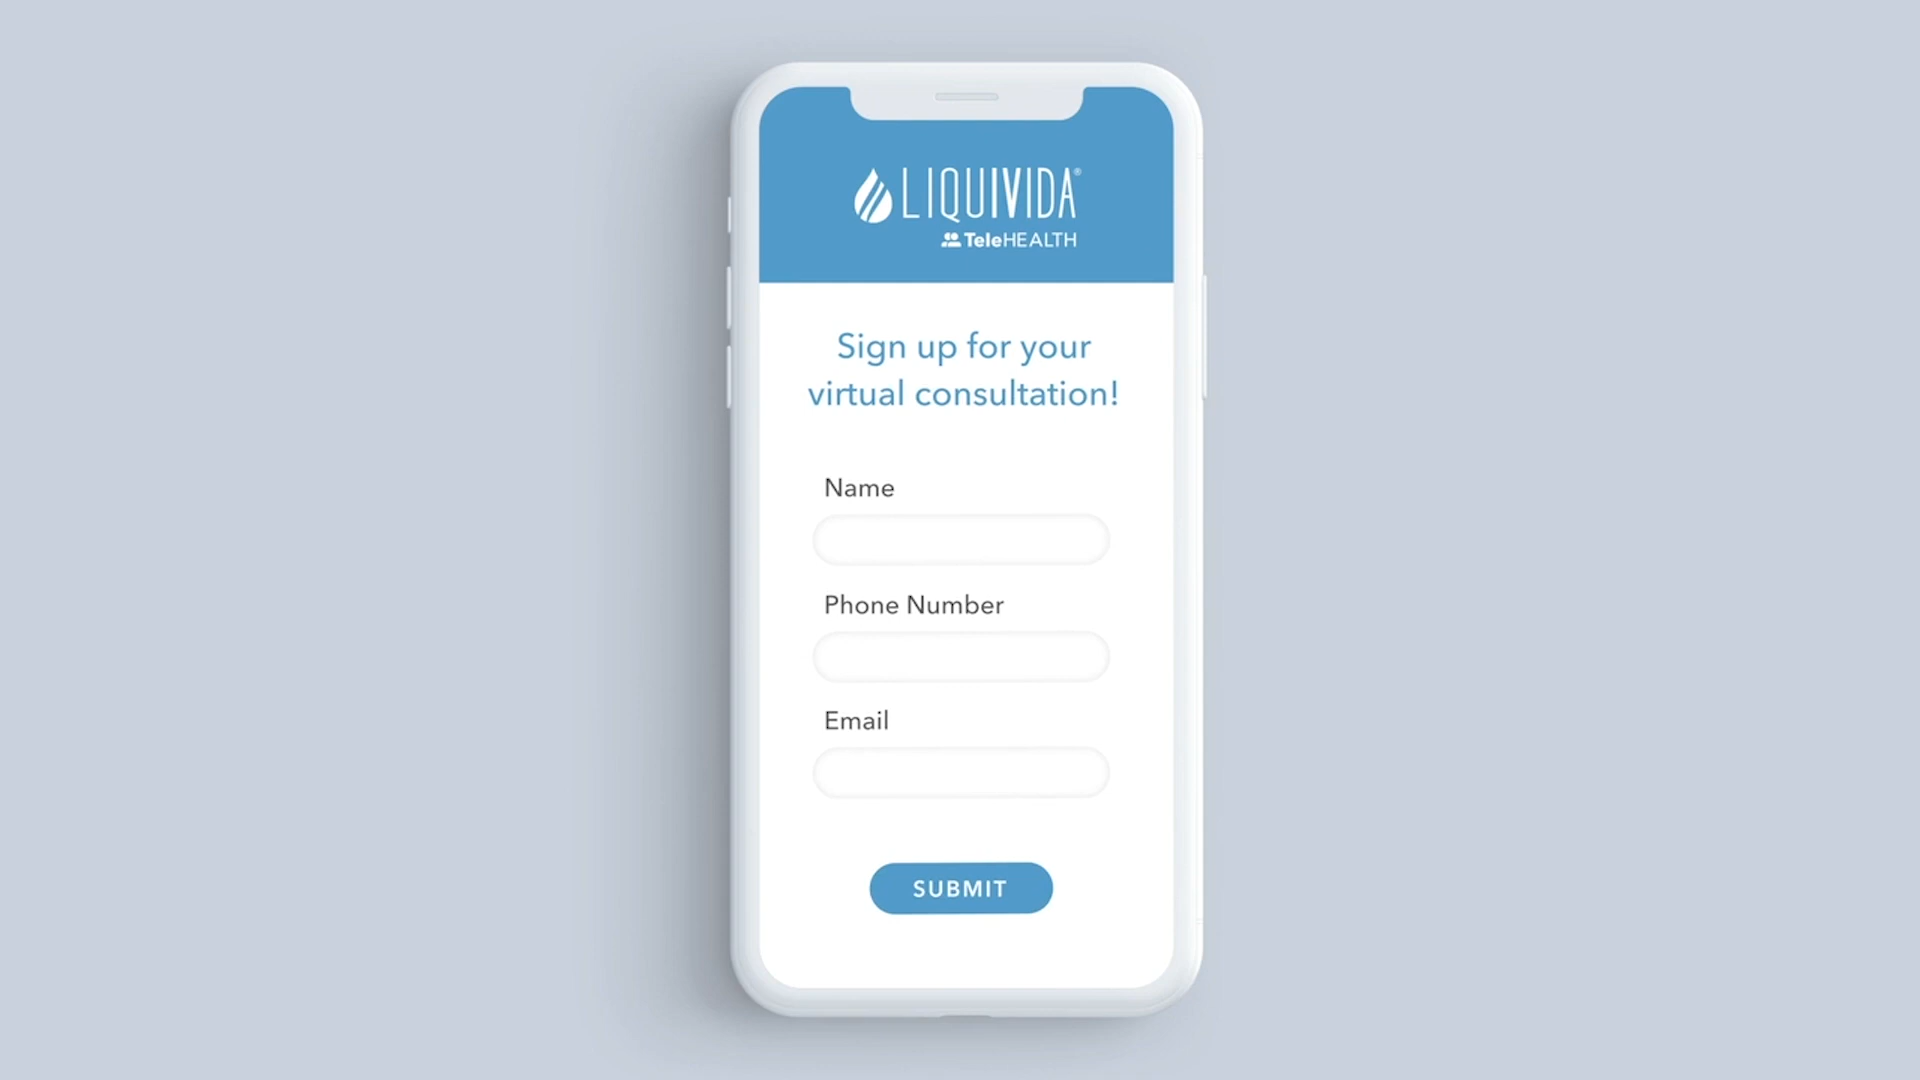 LIQUIVIDA®
TeleHEALTH
Sign up for your
virtual consultation!
Name
Phone Number
Email
SUBMIT